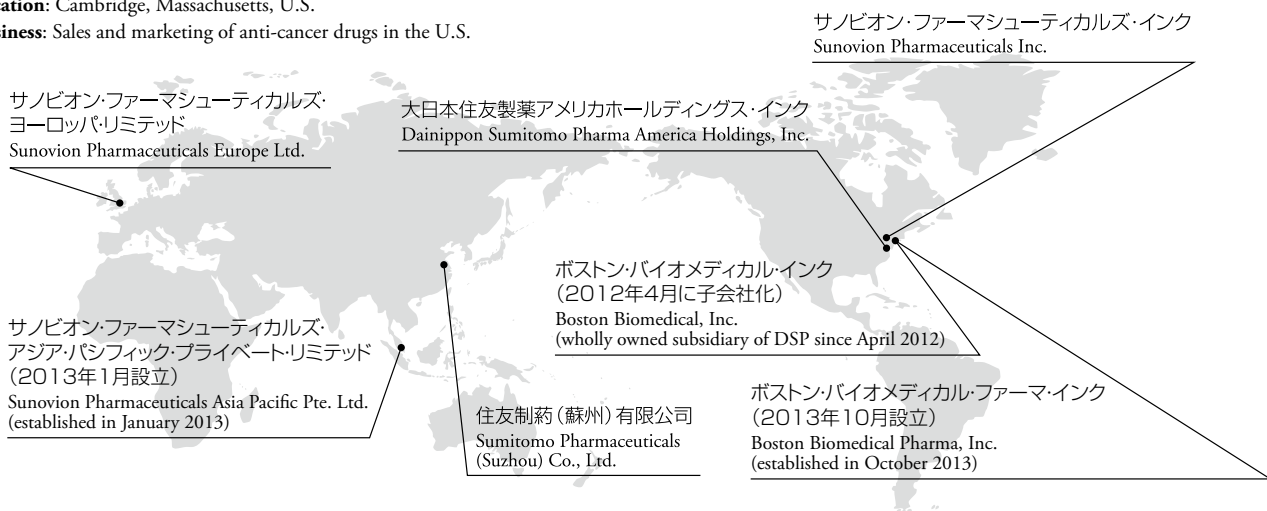 ation: Cambridge, Massachusetts, U.S.
siness: Sales and marketing of anti-cancer drugs in the U.S.
サノビオン・ファーマシューティカルズ・インク
Sunovion Pharmaceuticals Inc.
サノビオン・ファーマシューティカルズ・
ヨーロッパ・リミテッド
Sunovion Pharmaceuticals Europe Ltd.
大日本住友製薬アメリカホールディングス・インク
Dainippon Sumitomo Pharma America Holdings, Inc.
ボストン・バイオメディカル・インク
（2012年4月に子会社化）
Boston Biomedical, Inc.
(wholly owned subsidiary of DSP since April 2012)
サノビオン・ファーマシューティカルズ・
アジア・パシフィック・プライベート・リミテッド
（2013年1月設立）
Sunovion Pharmaceuticals Asia Pacific Pte. Ltd.
(established in January 2013)
住友制葯（蘇州）有限公司
Sumitomo Pharmaceuticals
(Suzhou) Co., Ltd.
ボストン・バイオメディカル・ファーマ・インク
（2013年10月設立）
Boston Biomedical Pharma, Inc.
(established in October 2013)